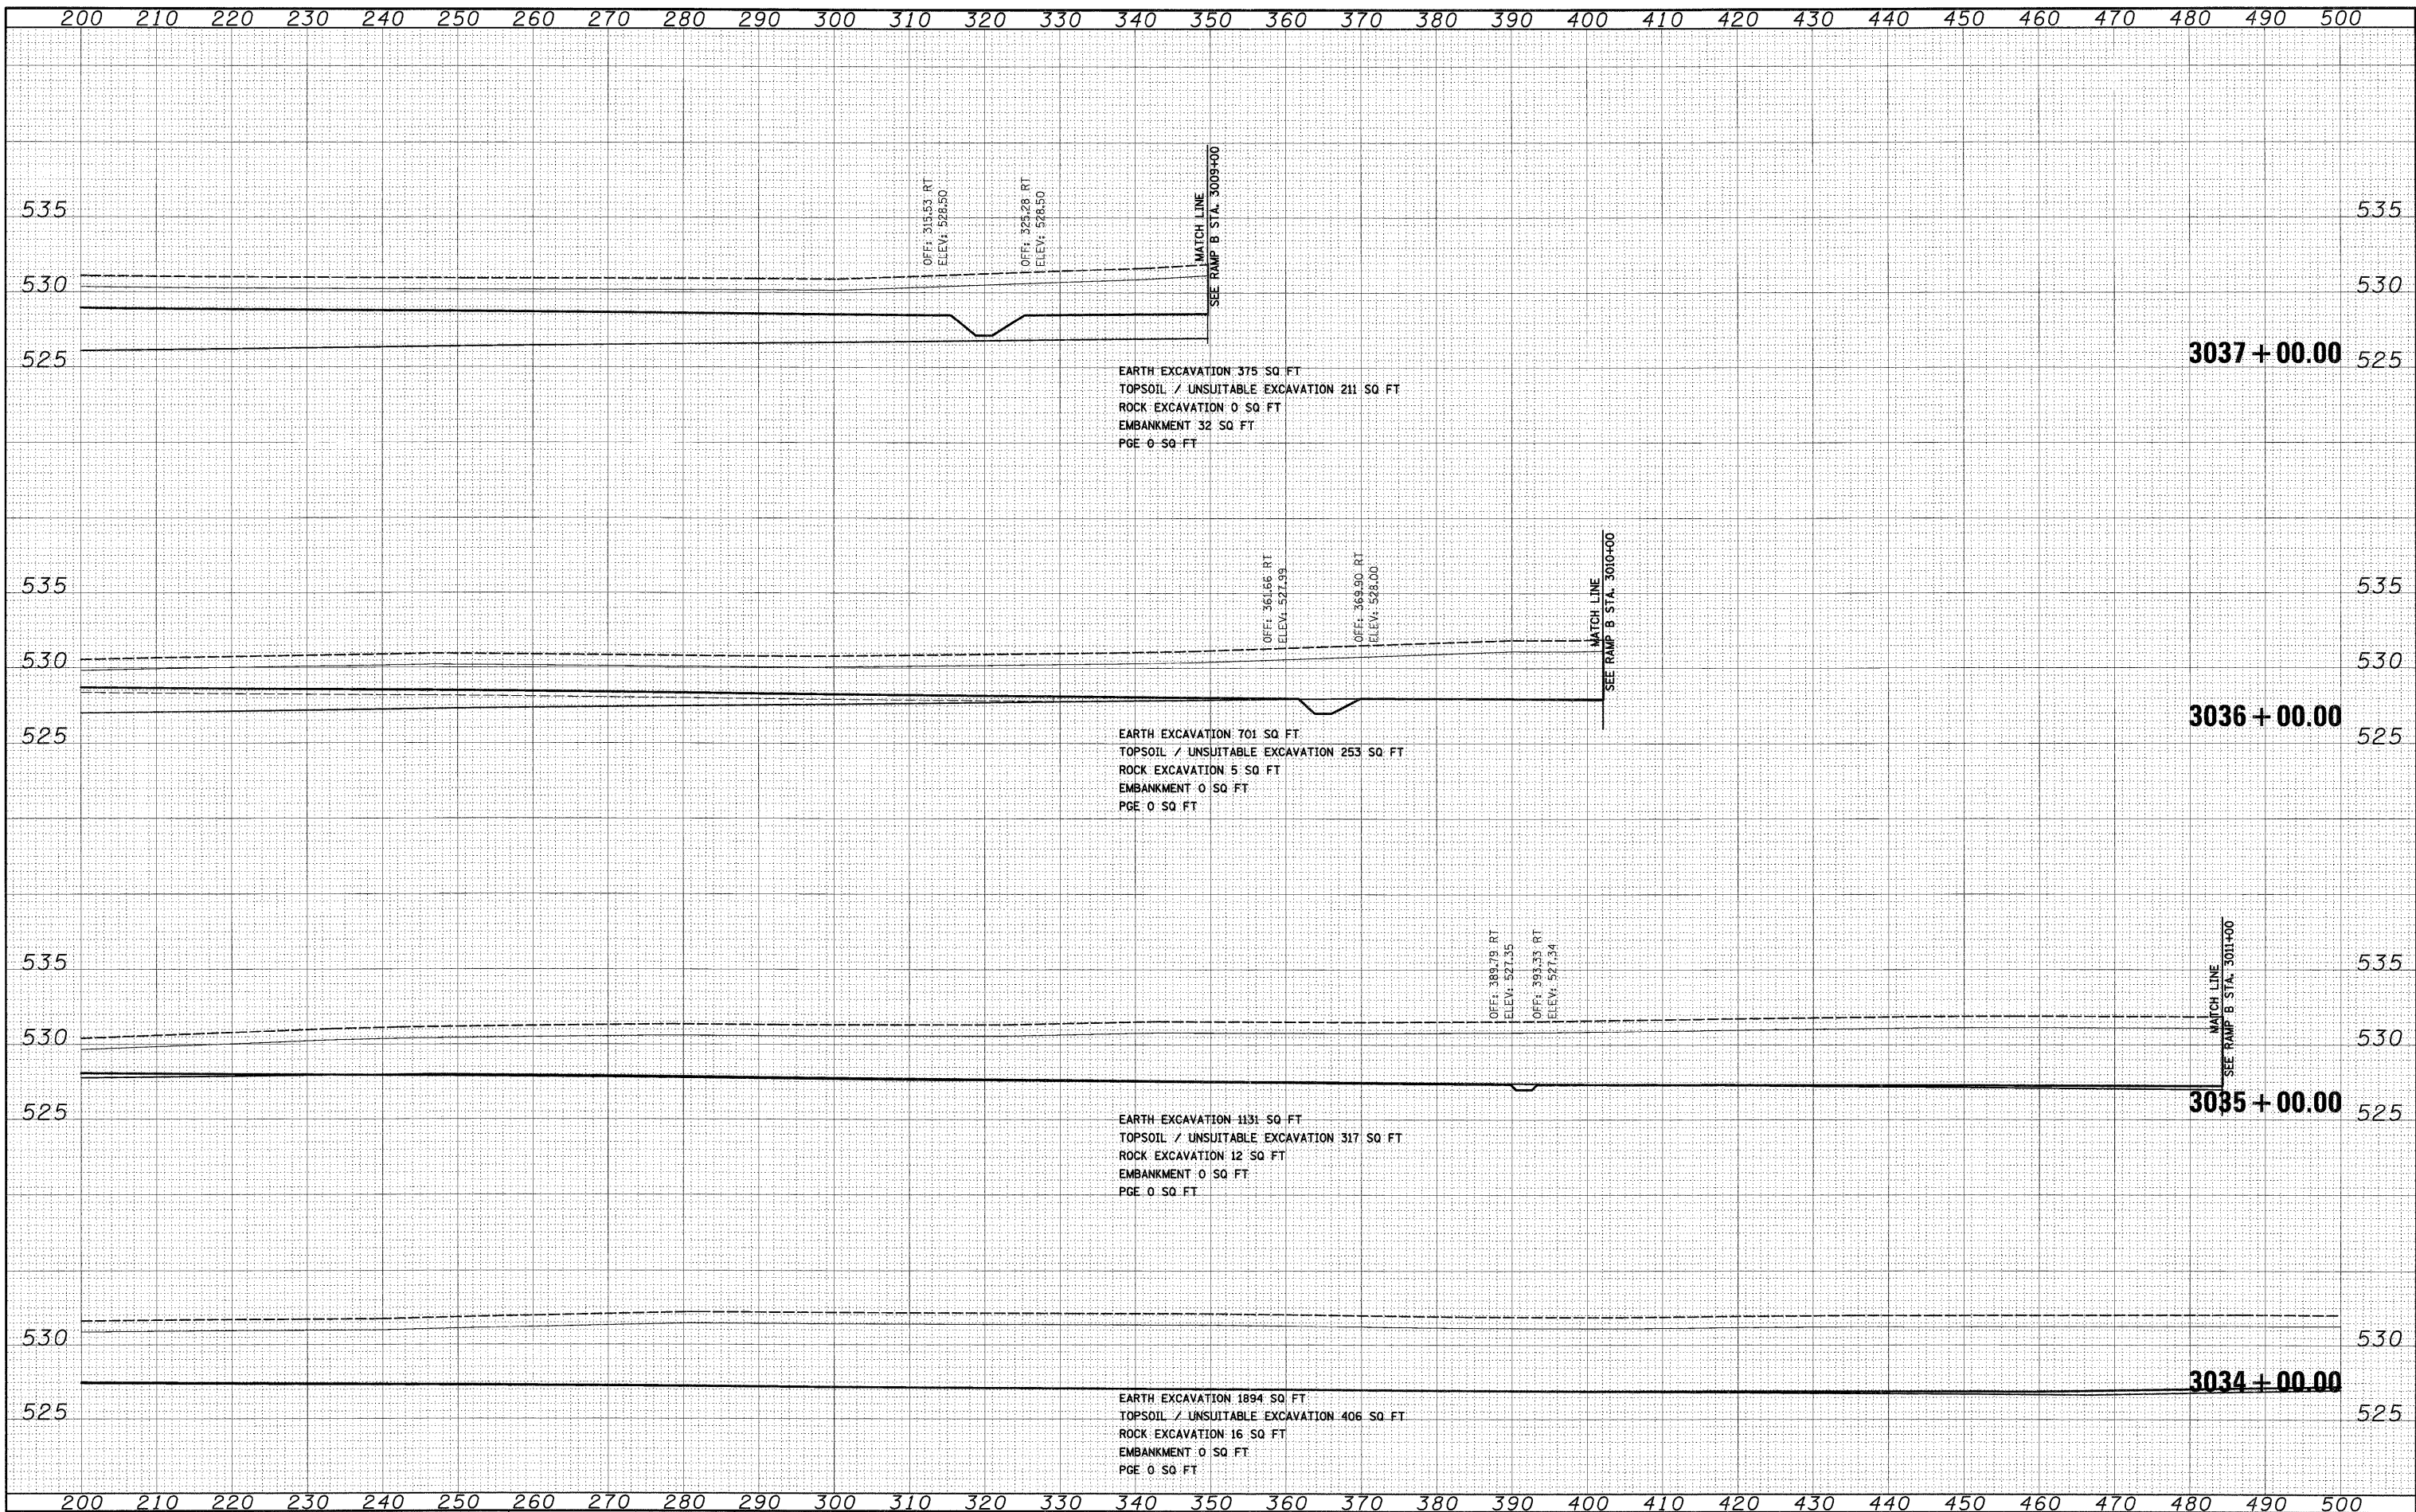 200 210 220 230 240 250 260 270 280 290 300 310 320 330 340 350 360 370 380 390 400 410 420 430 440 450 460 470 480 490 500
OFF: 315.53 RT
ELEV: 528.50
OFF: 325.28 RT
ELEV: 528.50
MATCH LINE
SEE RAMP B STA. 3009+00
535 535
530 530
525 525
3037+00.00
EARTH EXCAVATION 375 SQ FT
TOPSOIL / UNSUITABLE EXCAVATION 211 SQ FT
ROCK EXCAVATION 0 SQ FT
EMBANKMENT 32 SQ FT
PGE 0 SQ FT
OFF: 361.66 RT
ELEV: 527.99
OFF: 369.90 RT
ELEV: 528.00
MATCH LINE
SEE RAMP B STA. 3010+00
535 535
530 530
3036+00.00
525 525
EARTH EXCAVATION 701 SQ FT
TOPSOIL / UNSUITABLE EXCAVATION 253 SQ FT
ROCK EXCAVATION 5 SQ FT
EMBANKMENT 0 SQ FT
PGE 0 SQ FT
OFF: 389.79 RT
ELEV: 527.35
OFF: 393.33 RT
ELEV: 527.34
MATCH LINE
SEE RAMP B STA. 3011+00
535 535
530 530
3035+00.00
525 525
EARTH EXCAVATION 1131 SQ FT
TOPSOIL / UNSUITABLE EXCAVATION 317 SQ FT
ROCK EXCAVATION 12 SQ FT
EMBANKMENT 0 SQ FT
PGE 0 SQ FT
530 530
3034+00.00
525 525
EARTH EXCAVATION 1894 SQ FT
TOPSOIL / UNSUITABLE EXCAVATION 406 SQ FT
ROCK EXCAVATION 16 SQ FT
EMBANKMENT 0 SQ FT
PGE 0 SQ FT
200 210 220 230 240 250 260 270 280 290 300 310 320 330 340 350 360 370 380 390 400 410 420 430 440 450 460 470 480 490 500